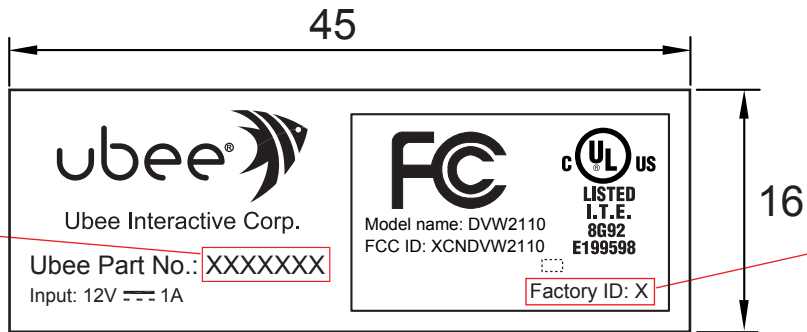 45
ubee®
Ubee Interactive Corp.
Ubee Part No.: XXXXXXX
Input: 12V 1A
FCC
Model name: DVW2110
FCC ID: XCNDVW2110
C UL® US
LISTED
I.T.E.
8G92
E199598
Factory ID: X
16